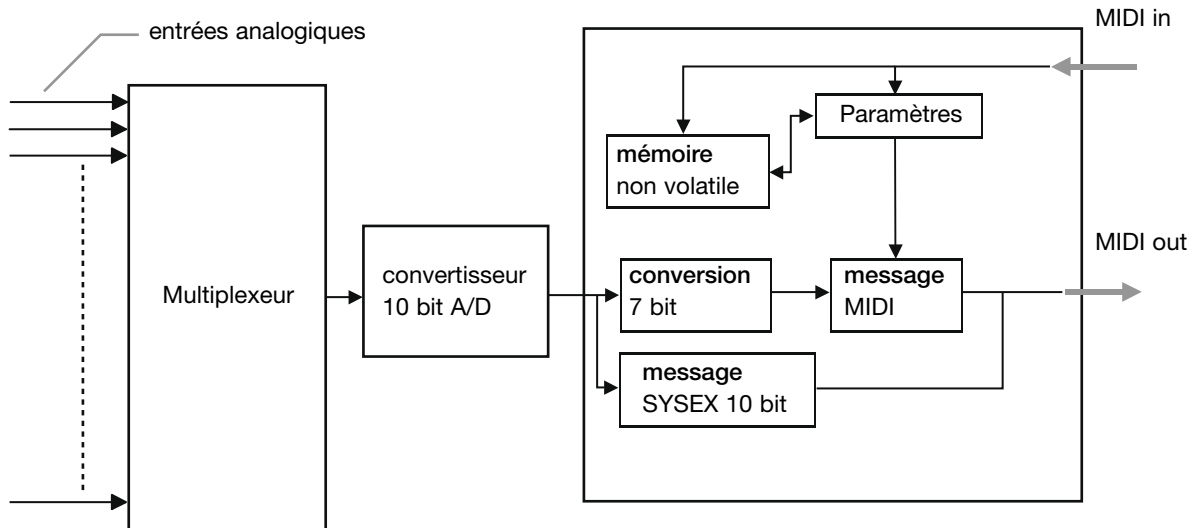 MIDI in
entrées analogiques
Paramètres
mémoire
non volatile
MIDI out
Multiplexeur
convertisseur
10 bit A/D
conversion
7 bit
message
MIDI
message
SYSEX 10 bit